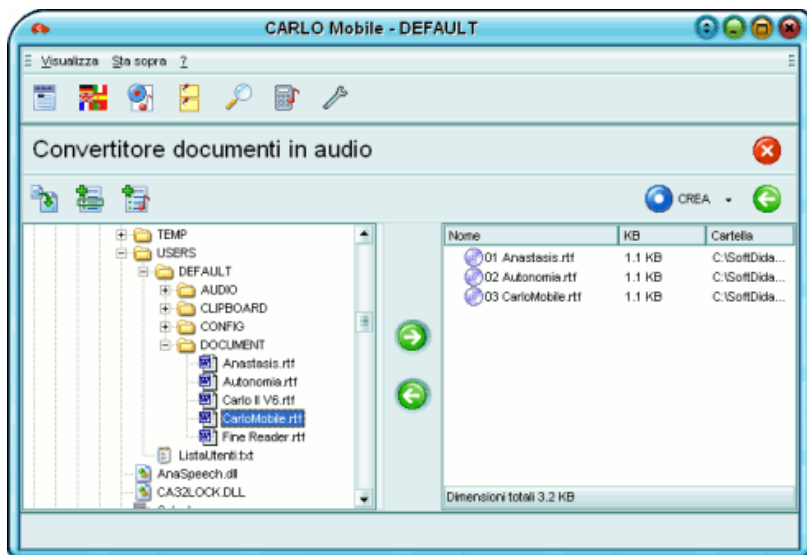 CARLO Mobile - DEFAULT
Visualizza Sta sopra ?
Convertitore documenti in audio
CREA
TEMP
USERS
DEFAULT
AUDIO
CLIPBOARD
CONFIG
DOCUMENT
Anastasis.rtf
Autonomia.rtf
Carlo II V6.rtf
CarloMobile.rtf
Fine Reader.rtf
ListaUtenti.txt
AnaSpeech.dll
CA32LOCK.DLL
Nome KB Cartella
01 Anastasis.rtf 1.1 KB C:\SoftDida...
02 Autonomia.rtf 1.1 KB C:\SoftDida...
03 CarloMobile.rtf 1.1 KB C:\SoftDida...
Dimensioni totali 3.2 KB